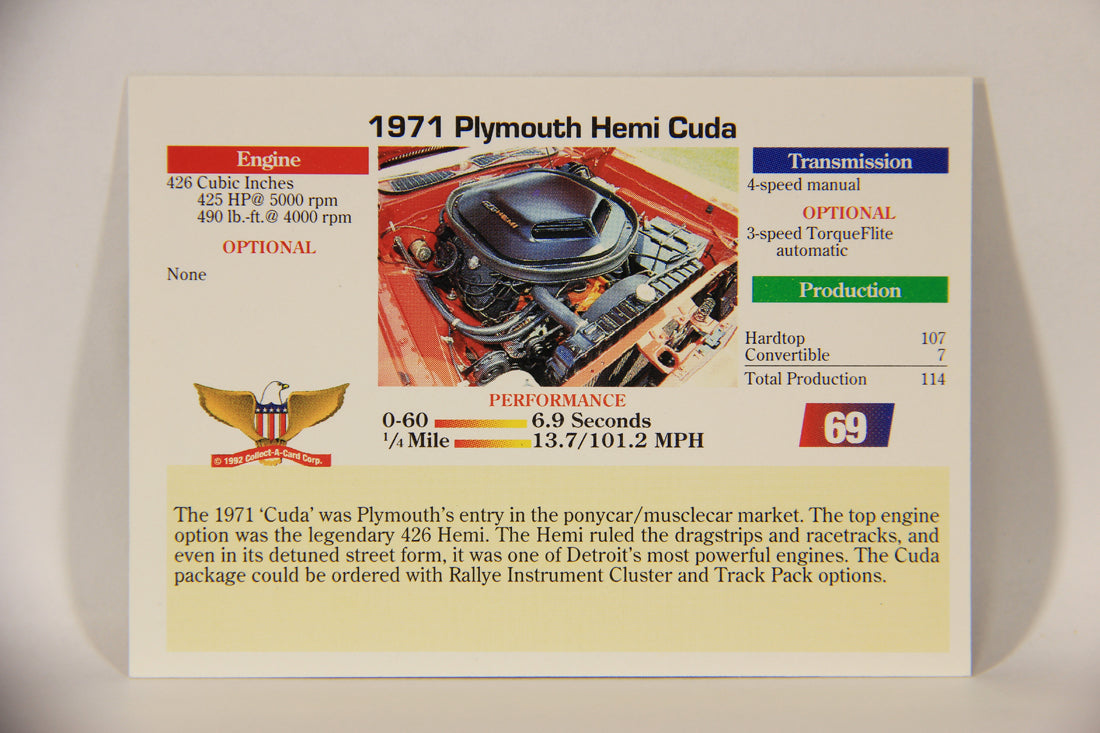 1971 Plymouth Hemi Cuda
Engine
426 Cubic Inches
425 HP@ 5000 rpm
490 lb.-ft.@ 4000 rpm
OPTIONAL
None
426 HEMI
Transmission
4-speed manual
OPTIONAL
3-speed TorqueFlite
automatic
Production
Hardtop 107
Convertible 7
Total Production 114
PERFORMANCE
0-60 6.9 Seconds
1/4 Mile 13.7/101.2 MPH
69
© 1992 Collect-A-Card Corp.
The 1971 'Cuda' was Plymouth's entry in the ponycar/musclecar market. The top engine
option was the legendary 426 Hemi. The Hemi ruled the dragstrips and racetracks, and
even in its detuned street form, it was one of Detroit's most powerful engines. The Cuda
package could be ordered with Rallye Instrument Cluster and Track Pack options.